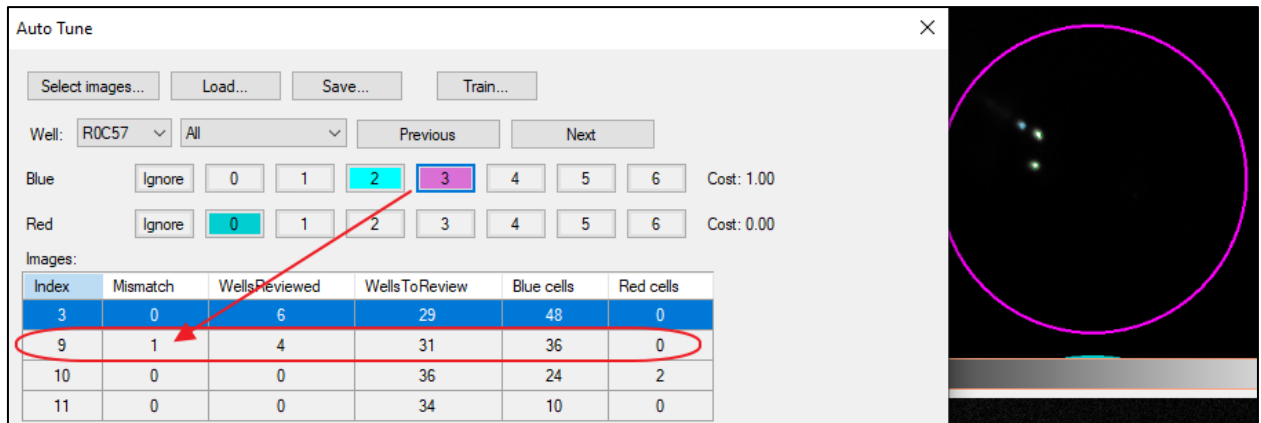 Auto Tune
Select images... Load... Save... Train...
Well: R0C57 All Previous Next
Blue Ignore 0 1 2 3 4 5 6 Cost: 1.00
Red Ignore 0 1 2 3 4 5 6 Cost: 0.00
Images:
Index Mismatch WellsReviewed WellsToReview Blue cells Red cells
3 0 6 29 48 0
9 1 4 31 36 0
10 0 0 36 24 2
11 0 0 34 10 0